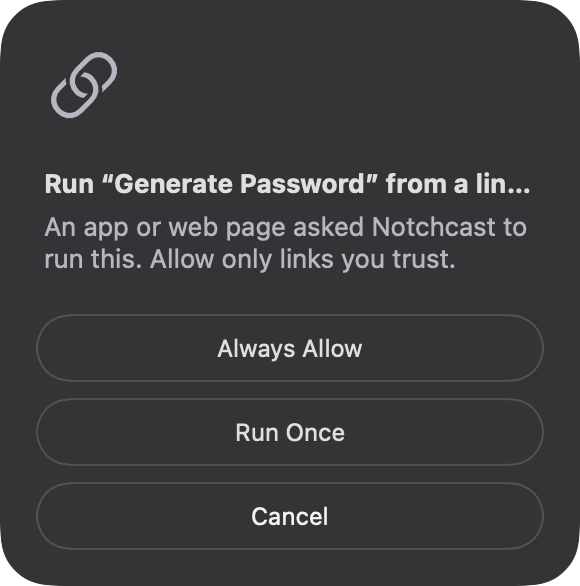 Run “Generate Password” from a lin...
An app or web page asked Notchcast to
run this. Allow only links you trust.
Always Allow
Run Once
Cancel